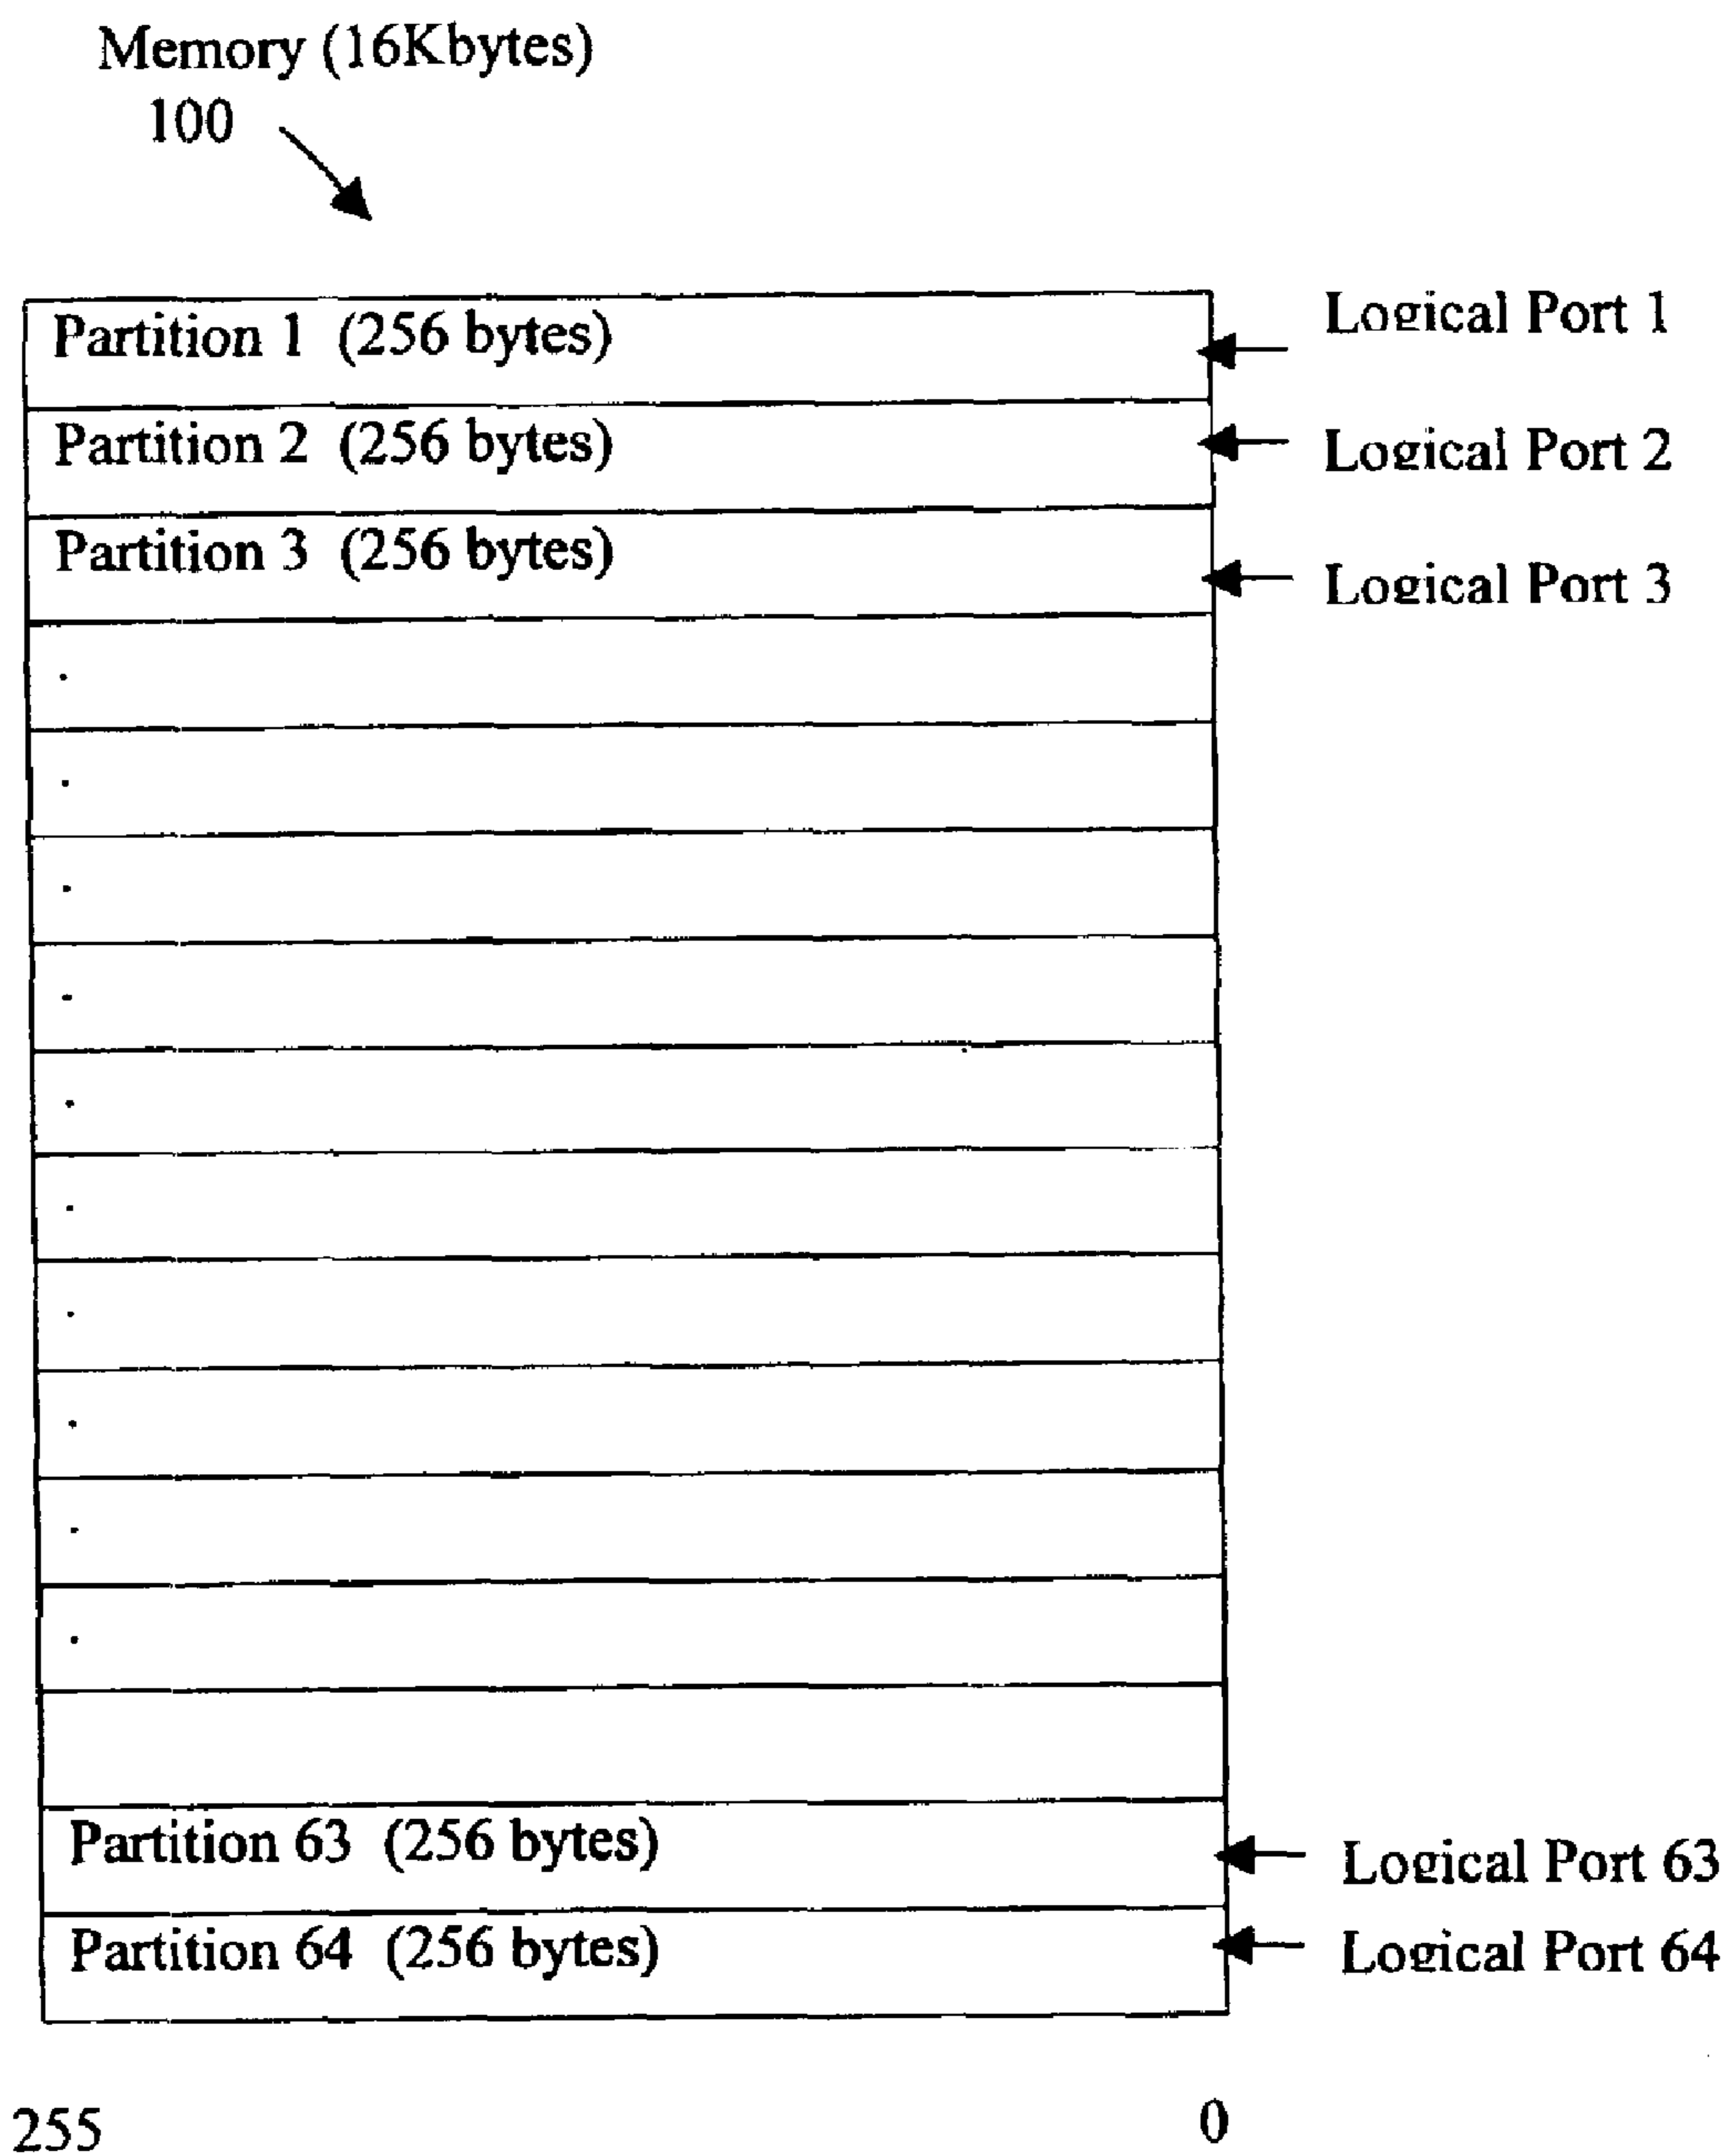 Memory (16Kbytes)
100
Partition 1 (256 bytes)
Logical Port 1
Partition 2 (256 bytes)
Logical Port 2
Partition 3 (256 bytes)
Logical Port 3
.
.
.
.
.
.
.
.
.
.
Partition 63 (256 bytes)
Logical Port 63
Partition 64 (256 bytes)
Logical Port 64
255 0